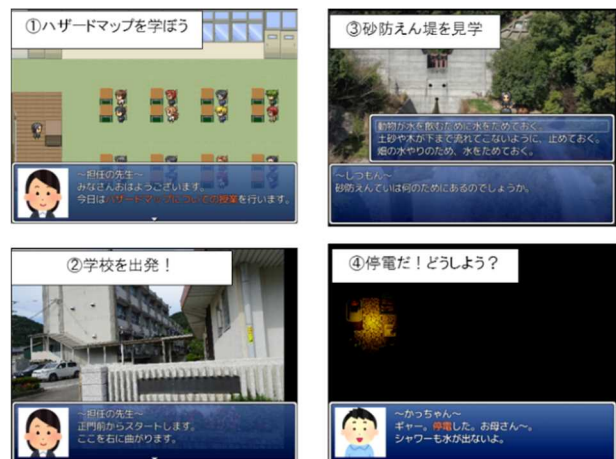 ①ハザードマップを学ぼう
～担任の先生～
みなさんおはようございます。
今日はハザードマップについての授業を行います。
②学校を出発！
～担任の先生～
正門前からスタートします。
ここを右に曲がります。
③砂防えん堤を見学
動物が水を飲むために水をためておく。
土砂や木が下まで流れてこないように、止めておく。
畑の水やりのため、水をためておく。
～しつもん～
砂防えんていは何のためにあるのでしょうか。
④停電だ！どうしよう？
～かっちゃん～
ギャー。停電した。お母さん～。
シャワーも水が出ないよ。